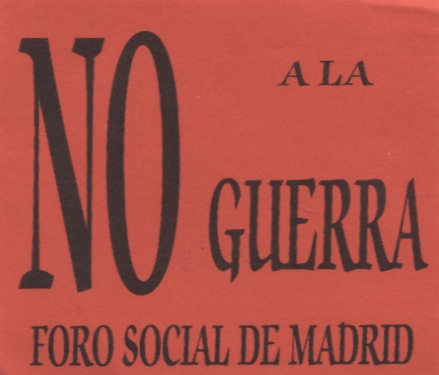 NO
A LA
GUERRA
FORO SOCIAL DE MADRID